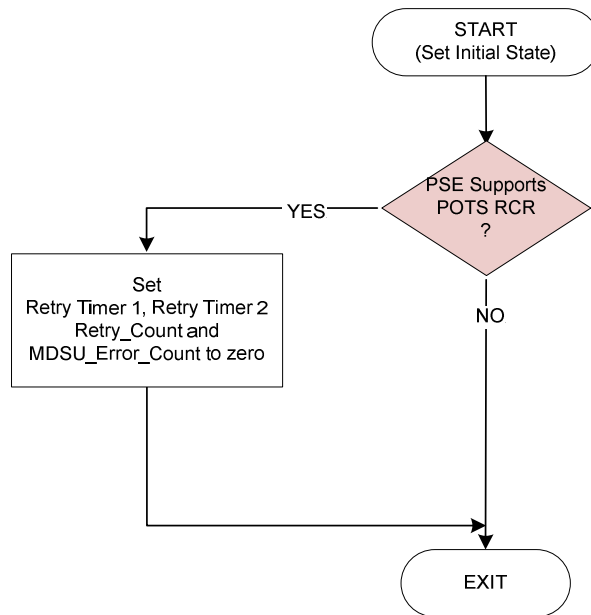 START
(Set Initial State)
PSE Supports
POTS RCR
?
YES
Set
Retry Timer 1, Retry Timer 2
Retry_Count and
MDSU_Error_Count to zero
NO
EXIT